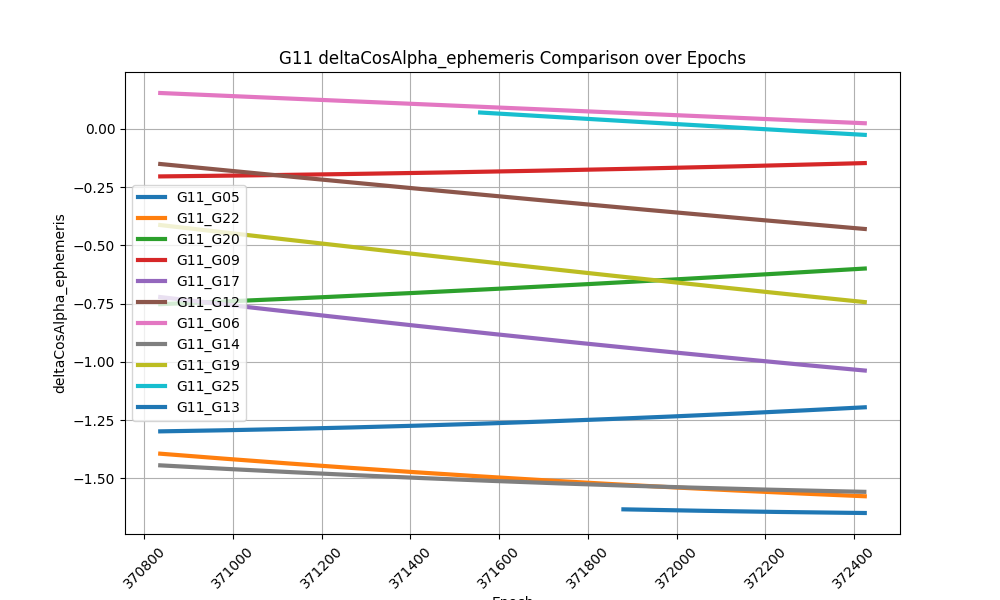 G11 deltaCosAlpha_ephemeris Comparison over Epochs
deltaCosAlpha_ephemeris
0.00
−0.25
−0.50
−0.75
−1.00
−1.25
−1.50
G11_G05
G11_G22
G11_G20
G11_G09
G11_G17
G11_G12
G11_G06
G11_G14
G11_G19
G11_G25
G11_G13
370800
371000
371200
371400
371600
371800
372000
372200
372400
Epoch